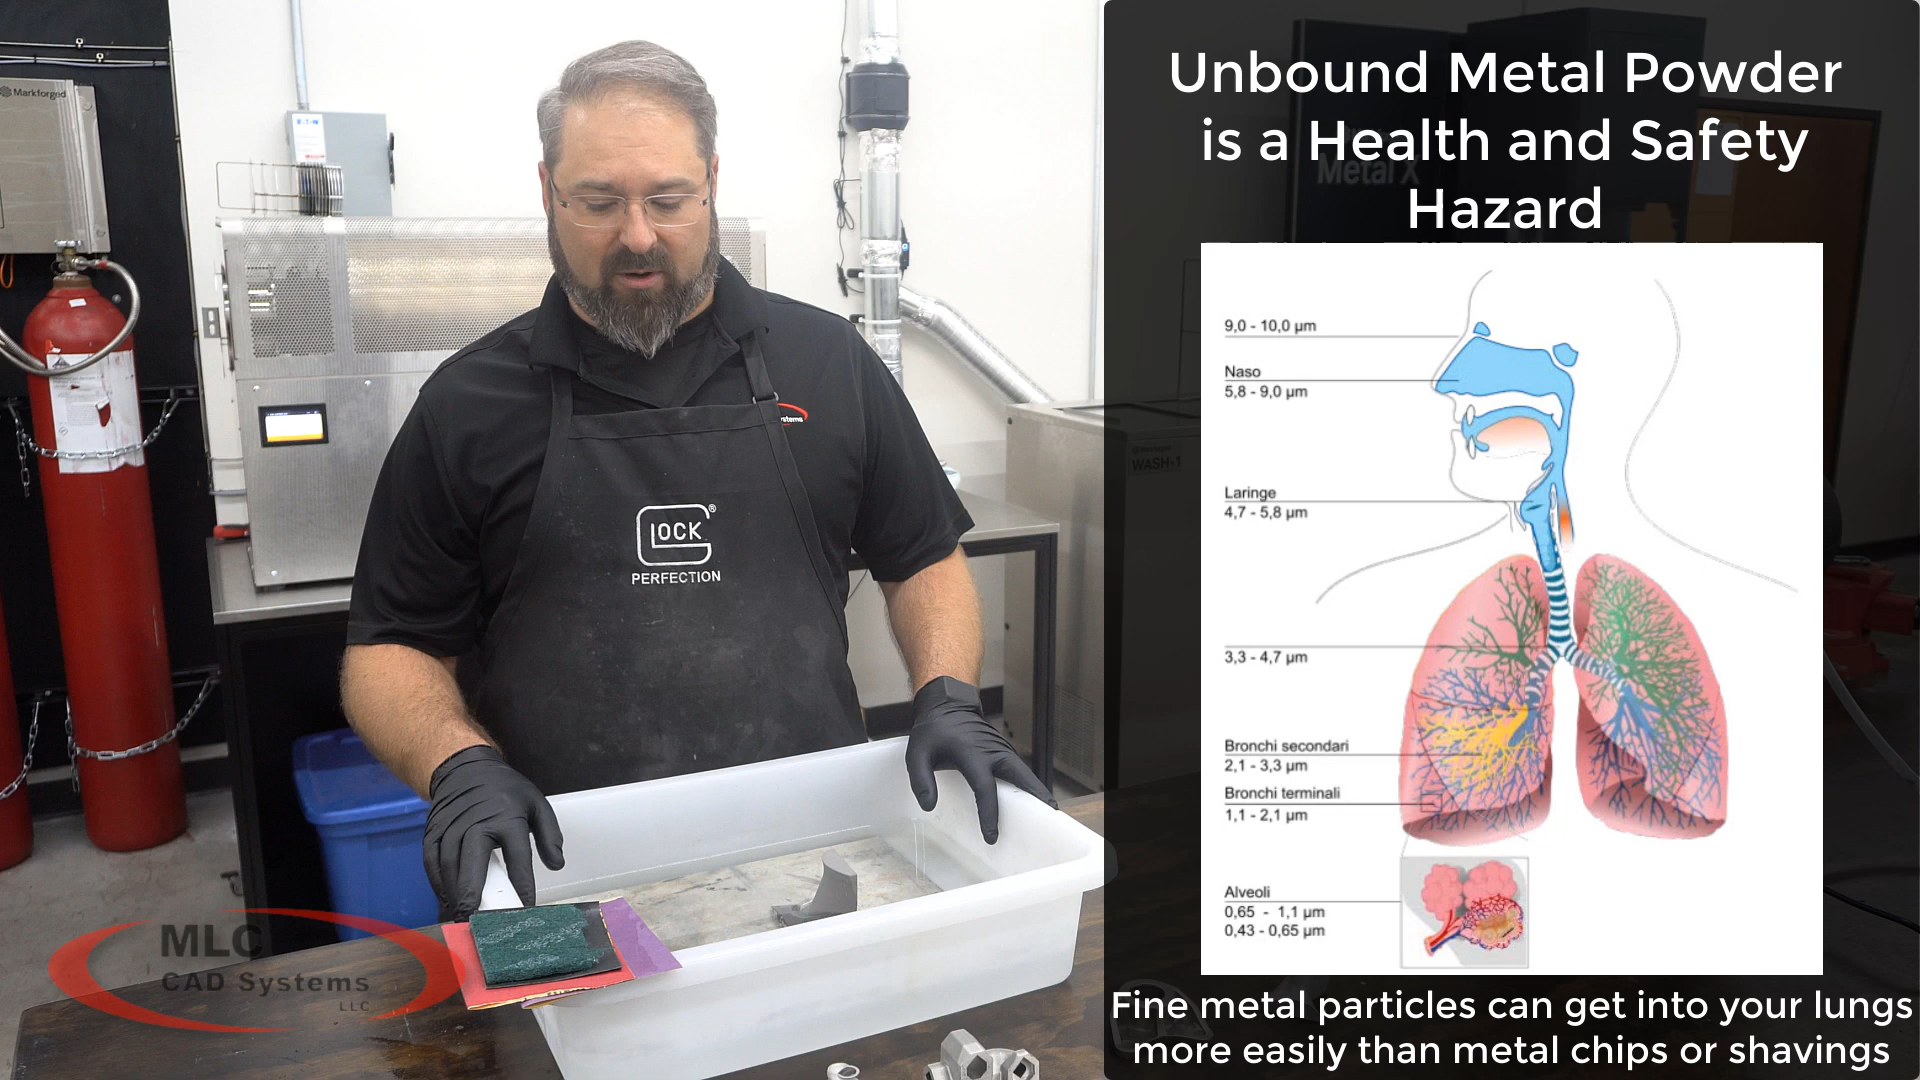 Unbound Metal Powder
is a Health and Safety
Hazard
Markforged
Metal X
WASH-1
LOCK®
PERFECTION
9,0 - 10,0 µm
Naso
5,8 - 9,0 µm
Laringe
4,7 - 5,8 µm
3,3 - 4,7 µm
Bronchi secondari
2,1 - 3,3 µm
Bronchi terminali
1,1 - 2,1 µm
Alveoli
0,65 - 1,1 µm
0,43 - 0,65 µm
MLC
CAD Systems
LLC
Fine metal particles can get into your lungs
more easily than metal chips or shavings